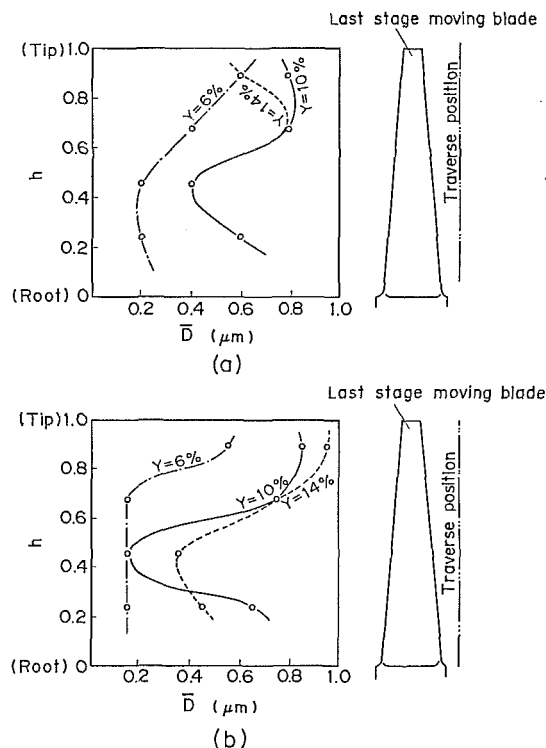 Last stage moving blade
(Tip) 1.0
0.8
0.6
h
0.4
0.2
(Root) 0
0.2 0.4 0.6 0.8 1.0
D̅ (μm)
Y=6%
Y=14%
Y=10%
Traverse position
(a)
Last stage moving blade
(Tip) 1.0
0.8
0.6
h
0.4
0.2
(Root) 0
0.2 0.4 0.6 0.8 1.0
D̅ (μm)
Y=6%
Y=10%
Y=14%
Traverse position
(b)